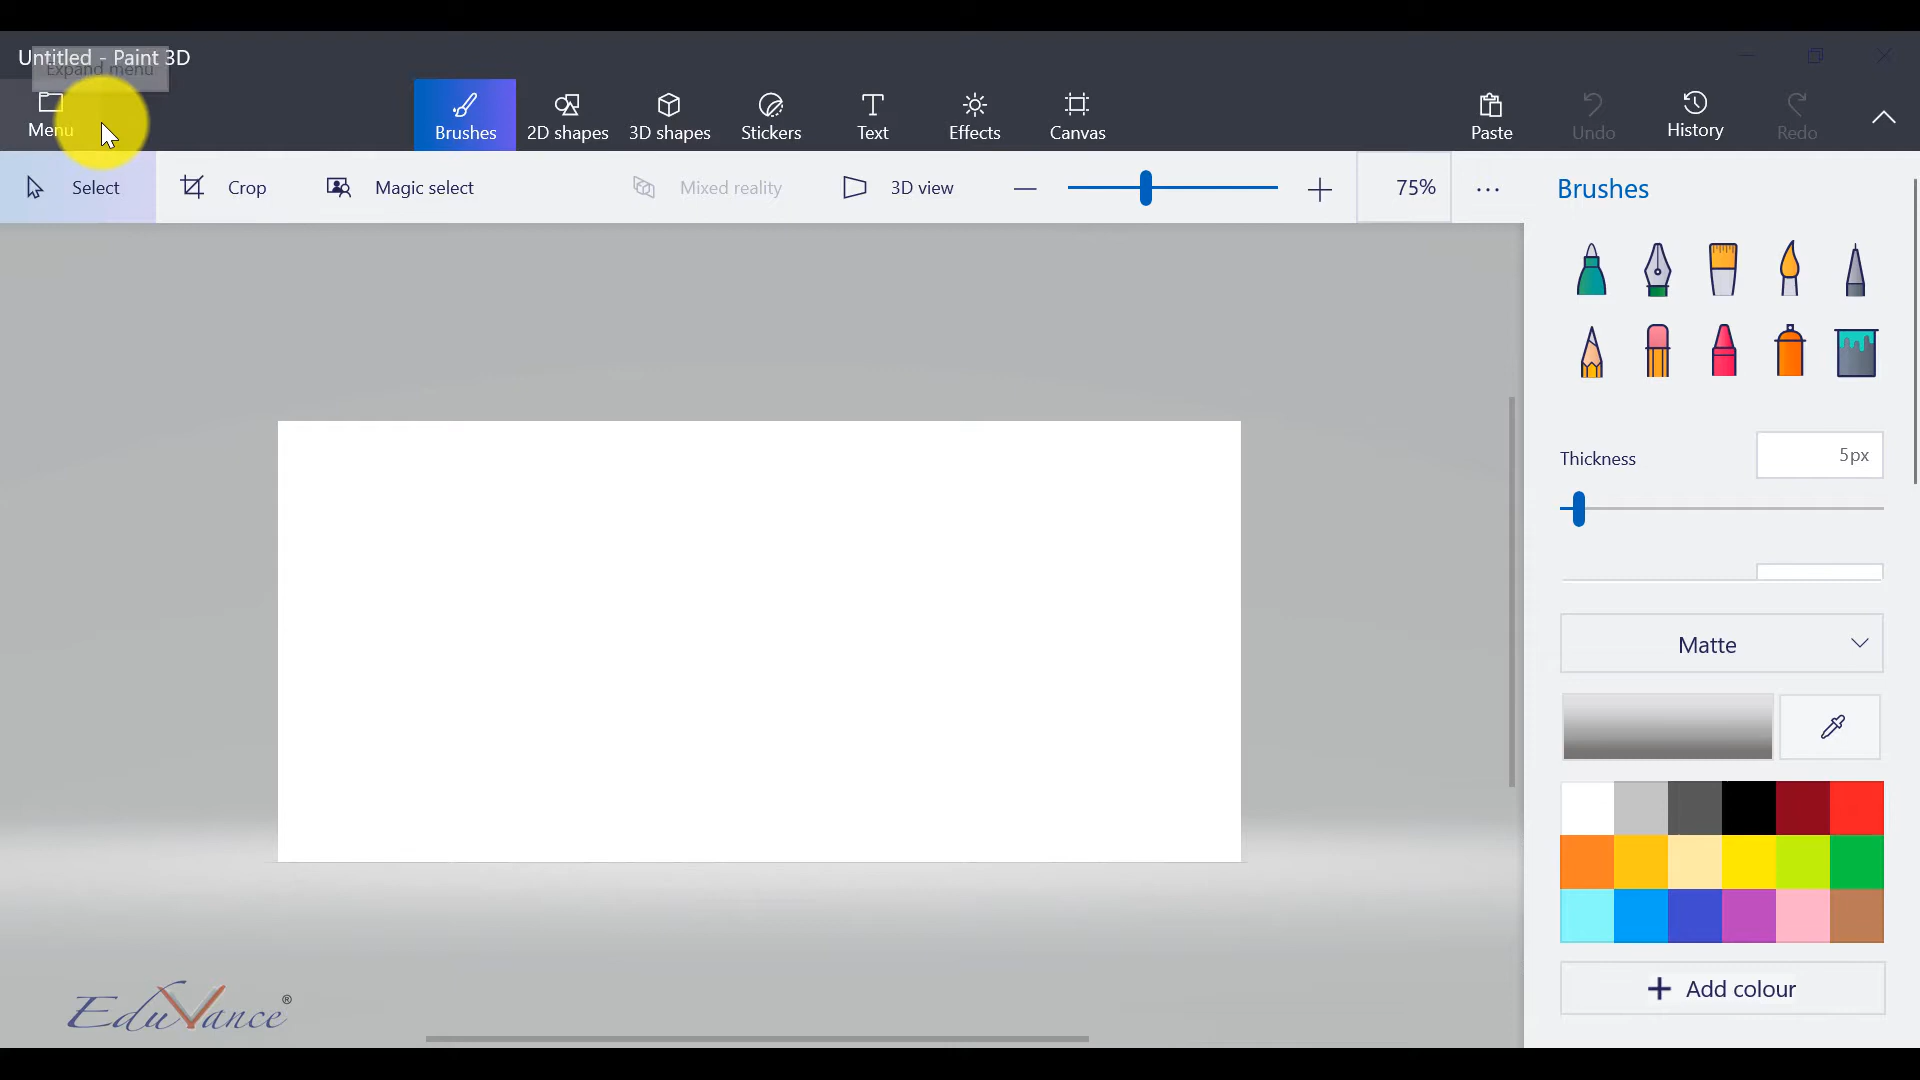 Untitled - Paint 3D
Expand menu
Menu
Brushes
2D shapes
3D shapes
Stickers
Text
Effects
Canvas
Paste
Undo
History
Redo
Select
Crop
Magic select
Mixed reality
3D view
75%
Brushes
Thickness
5px
Matte
Add colour
EduVance®